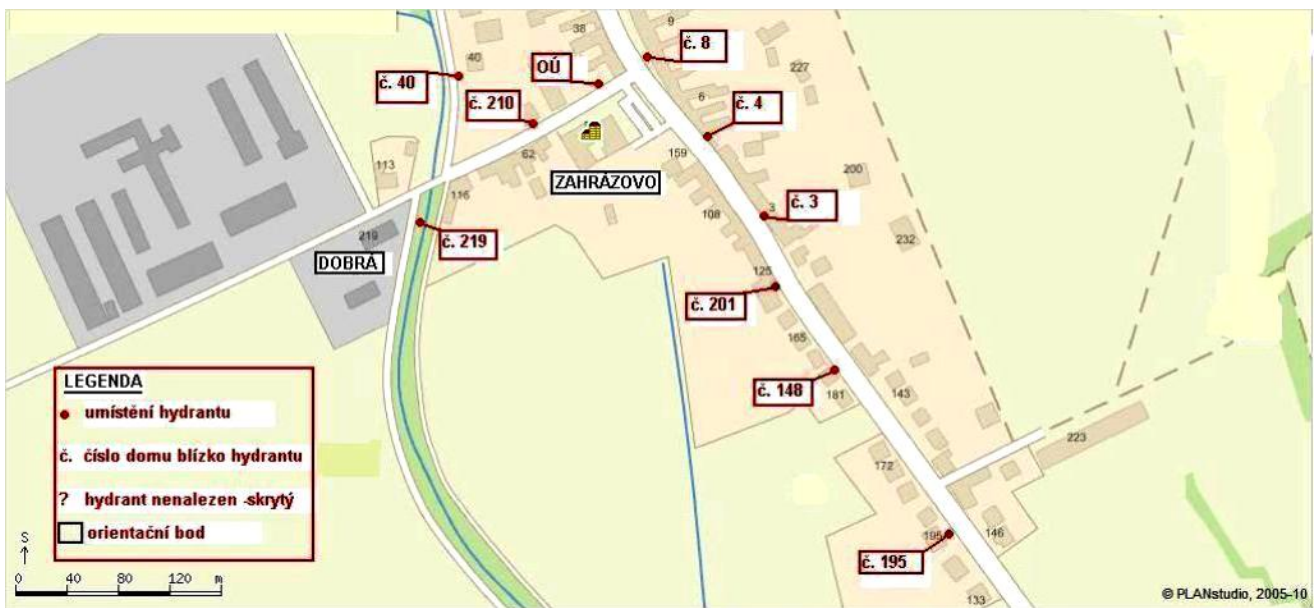 9
38
č. 8
40
OÚ
227
č. 40
č. 210
6
č. 4
62
159
113
ZAHRÁZOVO
200
116
108
3
č. 3
219
č. 219
232
DOBRÁ
125
č. 201
165
LEGENDA
umístění hydrantu
č. číslo domu blízko hydrantu
? hydrant nenalezen -skrytý
orientační bod
č. 148
181
143
223
172
195
146
č. 195
133
S
0 40 80 120 m
© PLANstudio, 2005-10